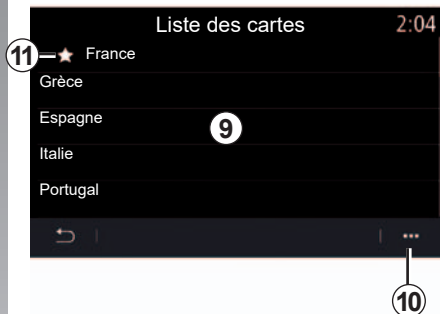 Liste des cartes 2:04
11 France
Grèce
Espagne
9
Italie
Portugal
10